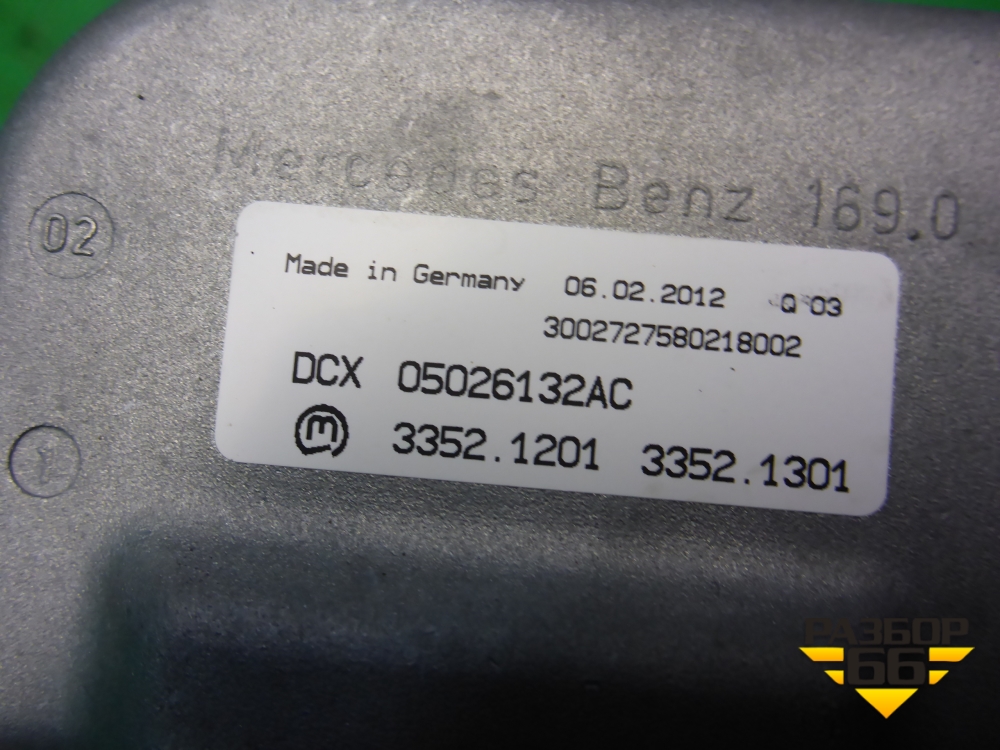 Mercedes Benz 169.0
02
Made in Germany 06.02.2012 Q 03
3002727580218002
DCX 05026132AC
m 3352.1201 3352.1301
1
РАЗБОР
66